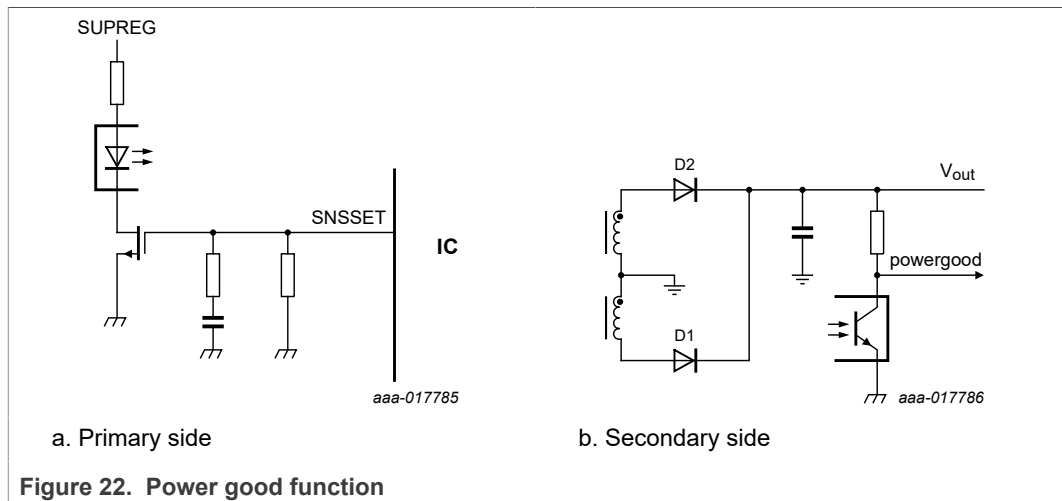 SUPREG
SNSSET
IC
aaa-017785
a. Primary side
D2
Vout
powergood
D1
aaa-017786
b. Secondary side
Figure 22. Power good function